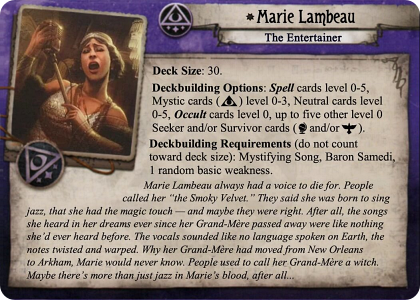 Marie Lambeau
The Entertainer
Deck Size: 30.
Deckbuilding Options: Spell cards level 0-5,
Mystic cards () level 0-3, Neutral cards level
0-5, Occult cards level 0, up to five other level 0
Seeker and/or Survivor cards ( and/or ).
Deckbuilding Requirements (do not count
toward deck size): Mystifying Song, Baron Samedi,
1 random basic weakness.
Marie Lambeau always had a voice to die for. People
called her “the Smoky Velvet.” They said she was born to sing
jazz, that she had the magic touch — and maybe they were right. After all, the songs
she heard in her dreams ever since her Grand-Mère passed away were like nothing
she’d ever heard before. The vocals sounded like no language spoken on Earth, the
notes twisted and warped. Why her Grand-Mère had moved from New Orleans
to Arkham, Marie would never know. People used to call her Grand-Mère a witch.
Maybe there’s more than just jazz in Marie’s blood, after all...